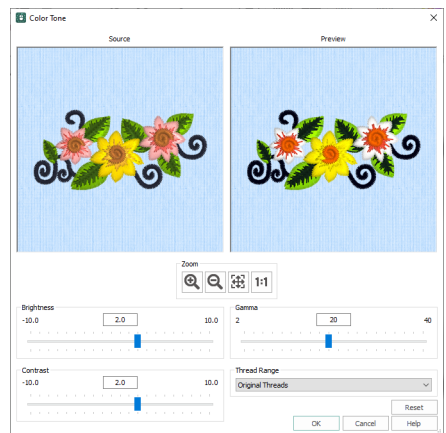 Color Tone
Source Preview
Zoom
1:1
Brightness
-10.0 2.0 10.0
Gamma
2 20 40
Contrast
-10.0 2.0 10.0
Thread Range
Original Threads
Reset
OK Cancel Help